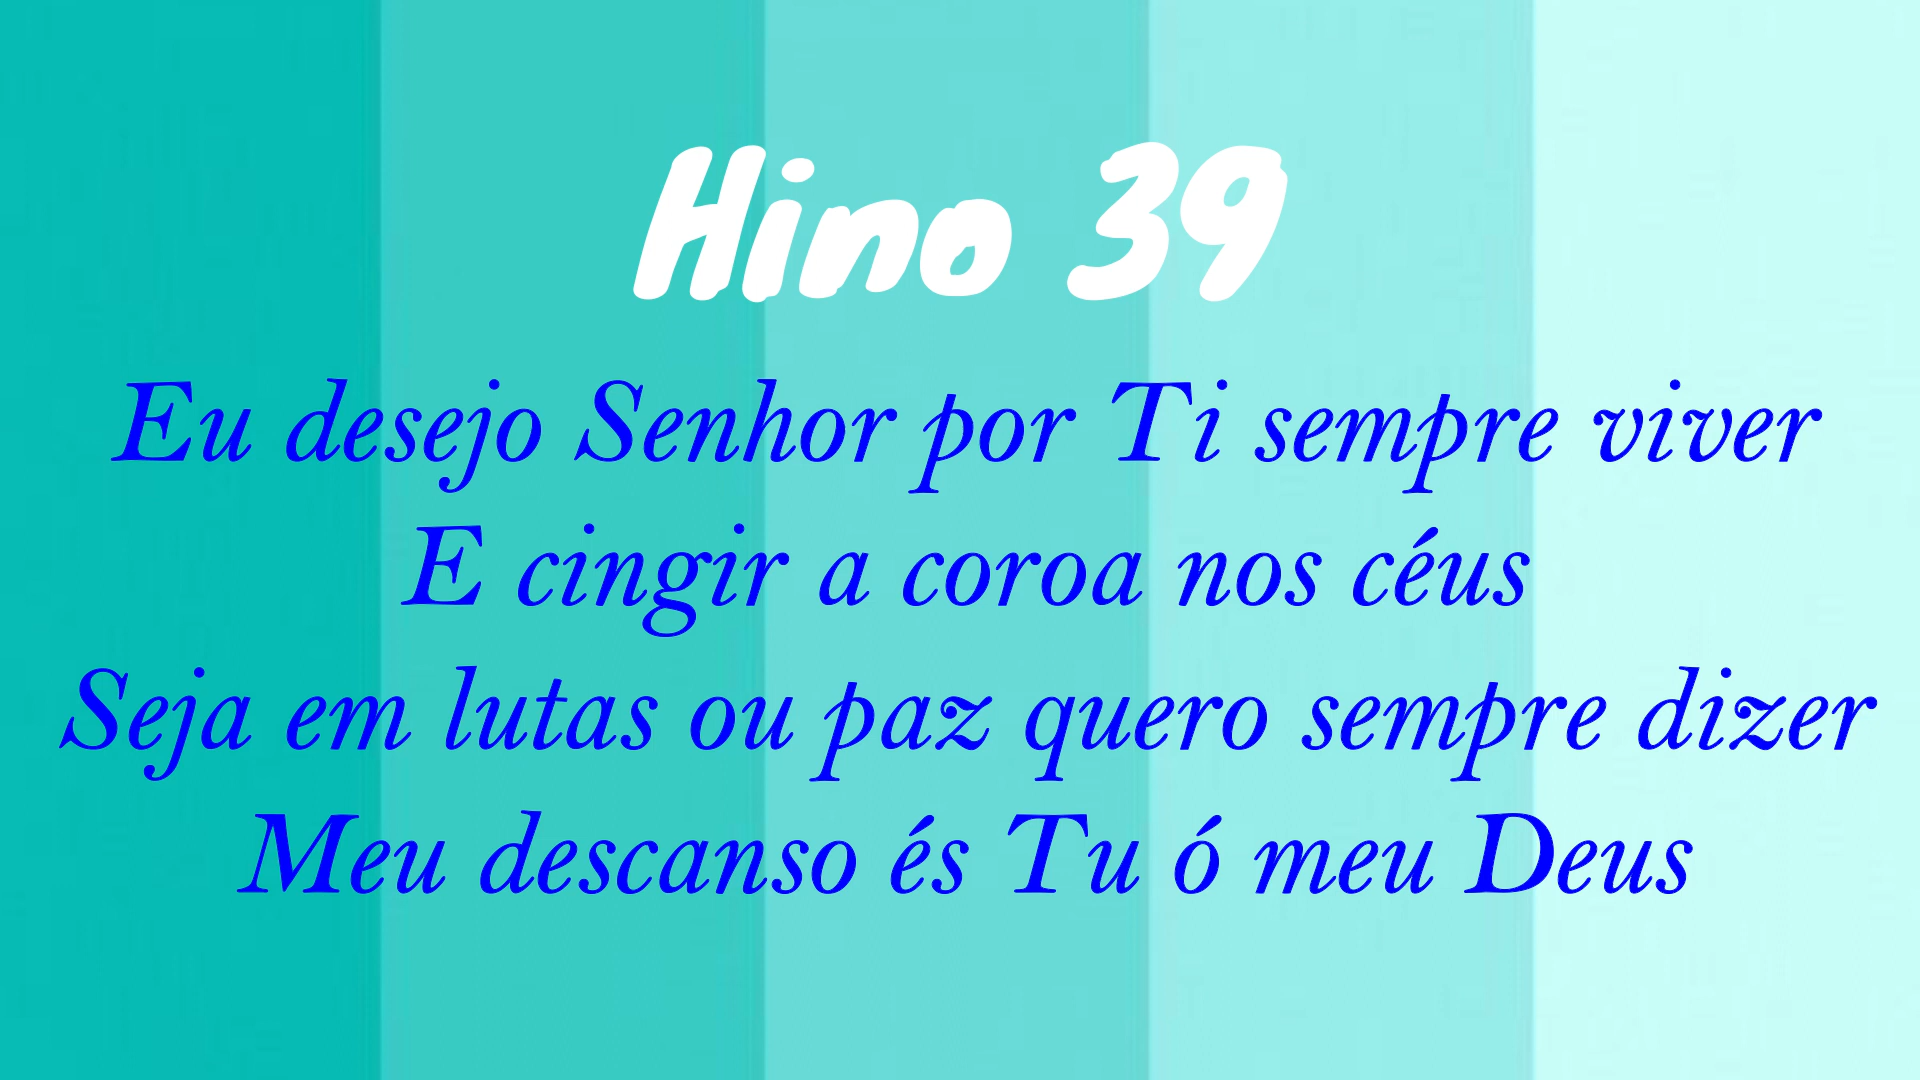 Hino 39
Eu desejo Senhor por Ti sempre viver
E cingir a coroa nos céus
Seja em lutas ou paz quero sempre dizer
Meu descanso és Tu ó meu Deus